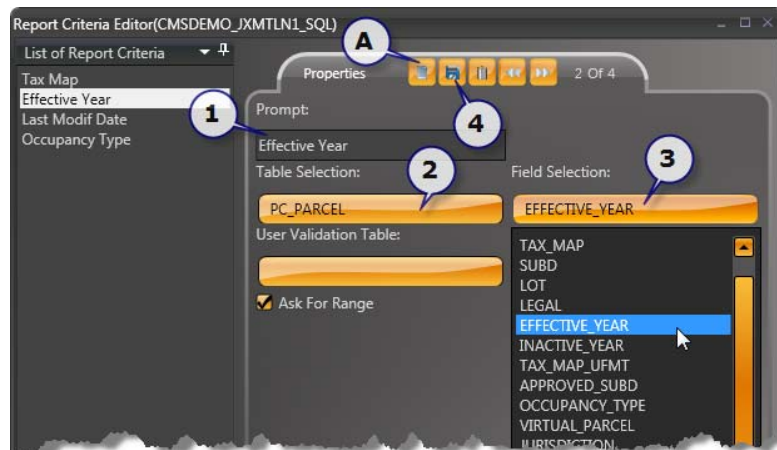 Report Criteria Editor(CMSDEMO_JXMTLN1_SQL)
List of Report Criteria
Tax Map
Effective Year
Last Modif Date
Occupancy Type
A
Properties
2 Of 4
1
4
Prompt:
Effective Year
2
3
Table Selection:
Field Selection:
PC_PARCEL
EFFECTIVE_YEAR
User Validation Table:
Ask For Range
TAX_MAP
SUBD
LOT
LEGAL
EFFECTIVE_YEAR
INACTIVE_YEAR
TAX_MAP_UFMT
APPROVED_SUBD
OCCUPANCY_TYPE
VIRTUAL_PARCEL
JURISDICTION